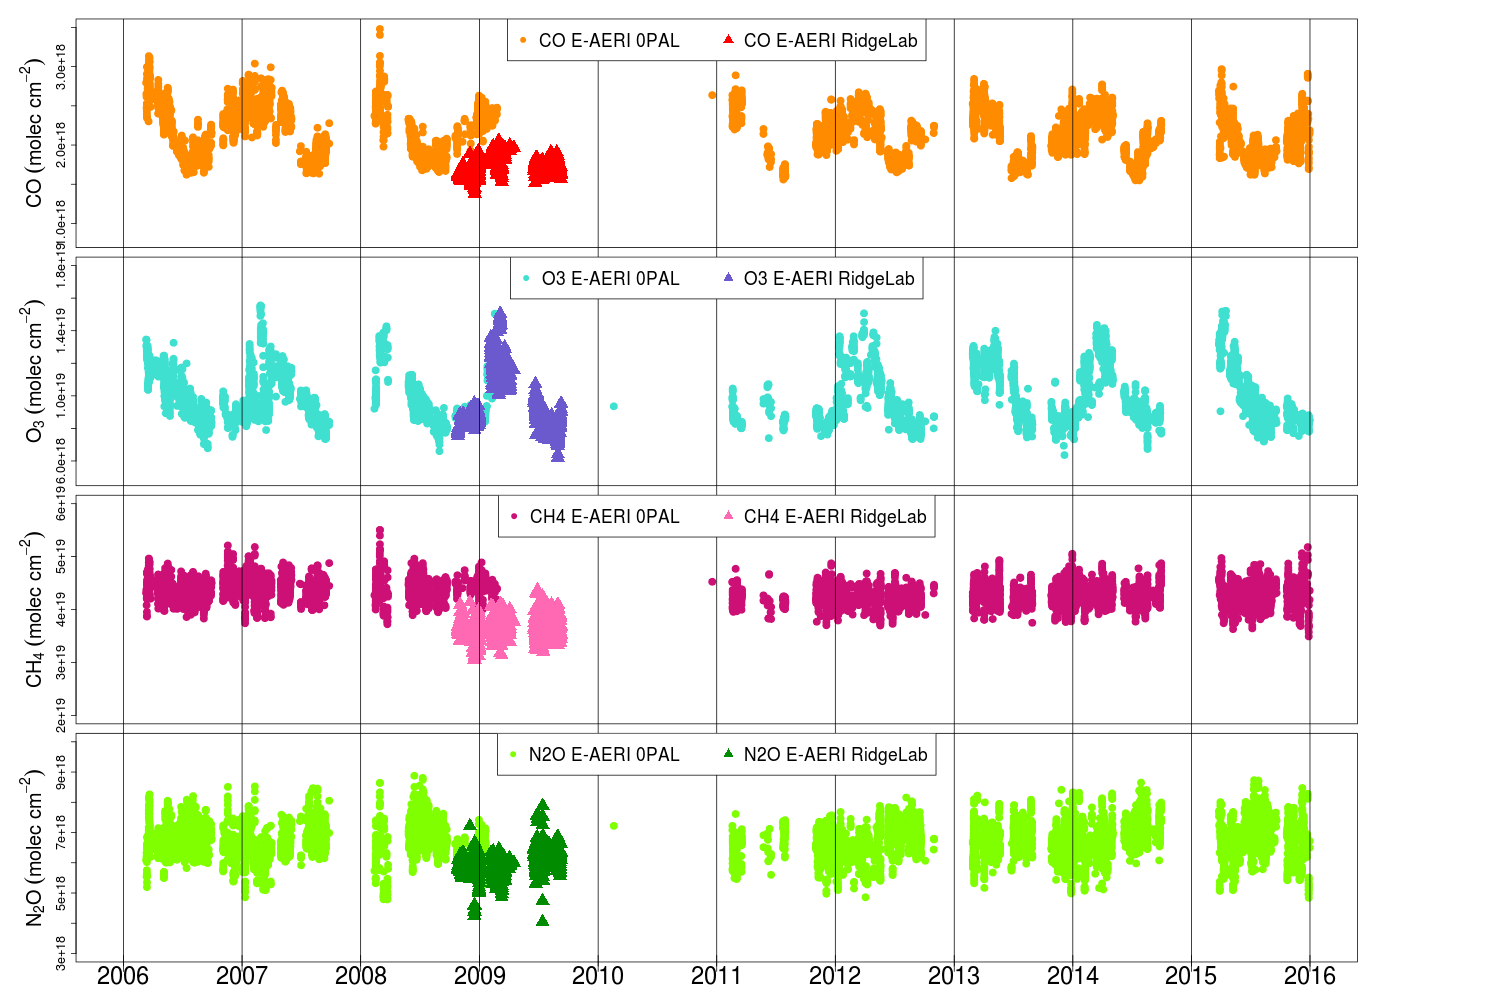 CO E-AERI 0PAL CO E-AERI RidgeLab
CO (molec cm−2)
3.0e+18
2.0e+18
1.0e+18
O3 E-AERI 0PAL O3 E-AERI RidgeLab
O3 (molec cm−2)
1.8e+19
1.4e+19
1.0e+19
6.0e+18
CH4 E-AERI 0PAL CH4 E-AERI RidgeLab
CH4 (molec cm−2)
6e+19
5e+19
4e+19
3e+19
2e+19
N2O E-AERI 0PAL N2O E-AERI RidgeLab
N2O (molec cm−2)
9e+18
7e+18
5e+18
3e+18
2006 2007 2008 2009 2010 2011 2012 2013 2014 2015 2016